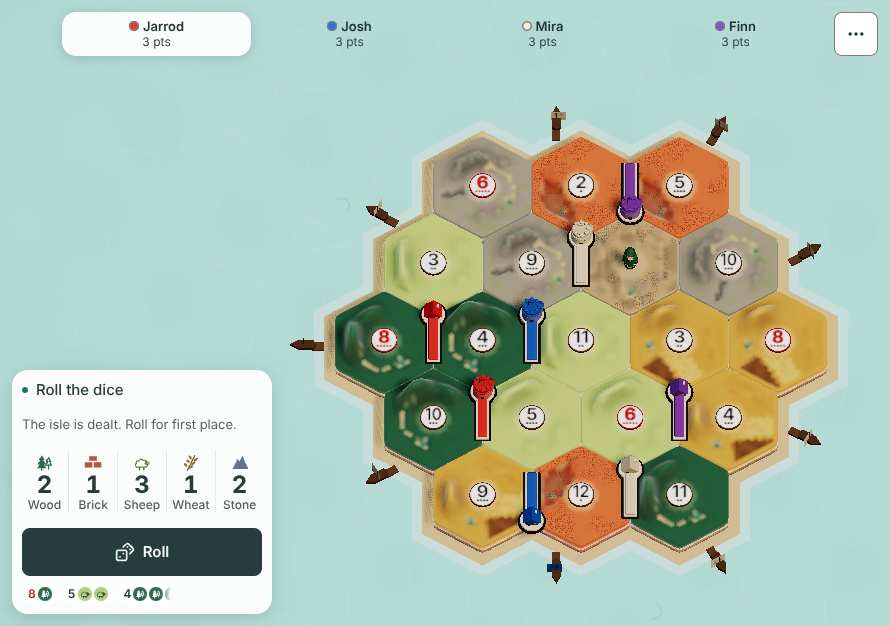 Jarrod
3 pts
Josh
3 pts
Mira
3 pts
Finn
3 pts
6 2 5
3 9 10
8 4 11 3 8
10 5 6 4
9 12 11
Roll the dice
The isle is dealt. Roll for first place.
2 1 3 1 2
Wood Brick Sheep Wheat Stone
Roll
8 5 4